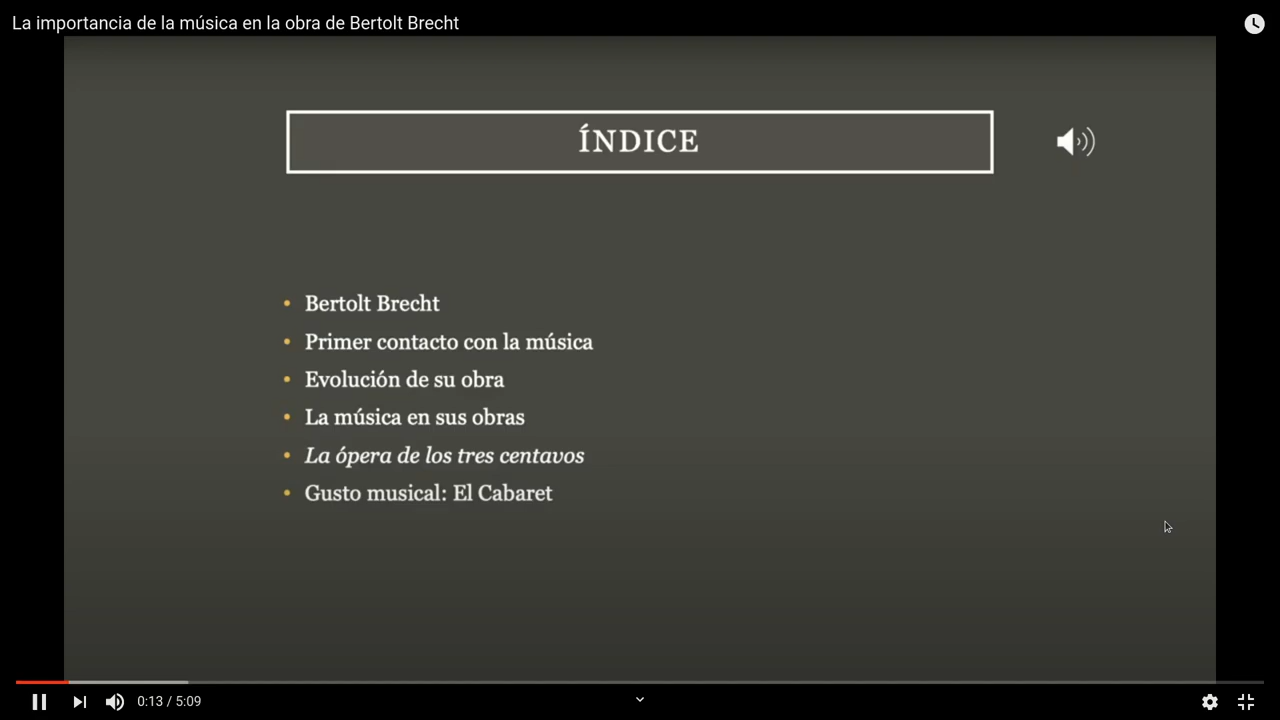 La importancia de la música en la obra de Bertolt Brecht
ÍNDICE
• Bertolt Brecht
• Primer contacto con la música
• Evolución de su obra
• La música en sus obras
• La ópera de los tres centavos
• Gusto musical: El Cabaret
0:13 / 5:09